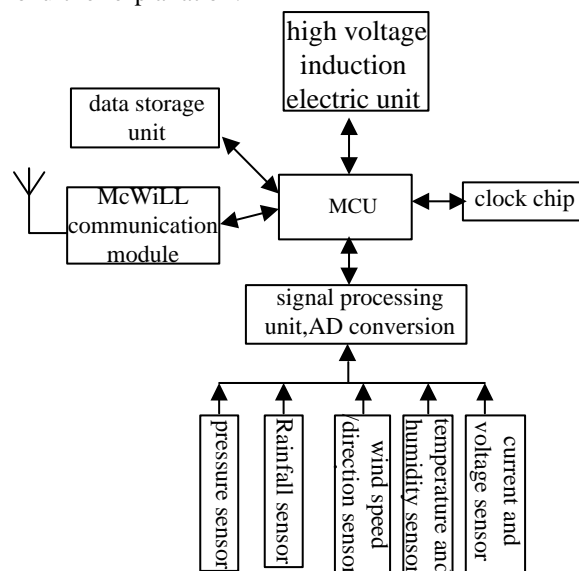 high voltage
induction
electric unit
data storage
unit
McWiLL
communication
module
MCU
clock chip
signal processing
unit,AD conversion
pressure sensor
Rainfall sensor
wind speed
/direction sensor
temperature and
humidity sensor
current and
voltage sensor